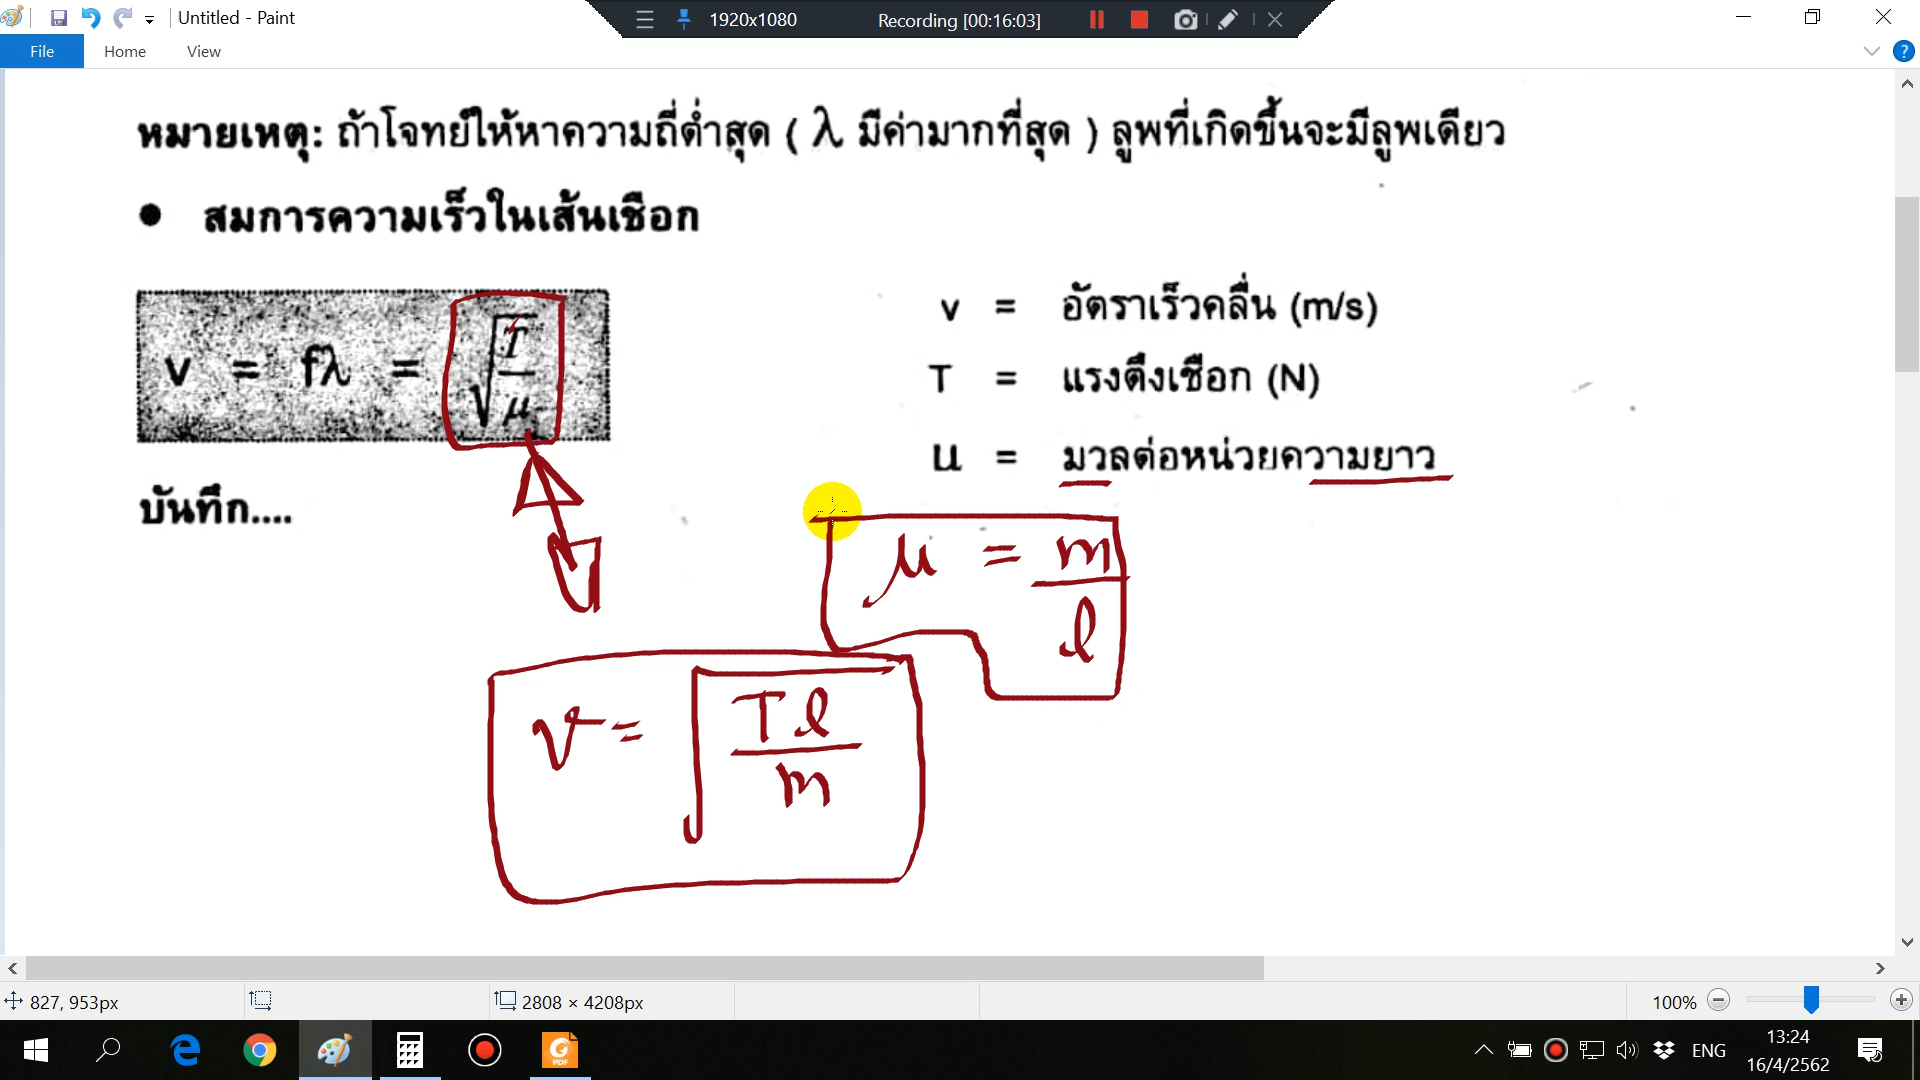 Untitled - Paint
1920x1080 Recording [00:16:03]
File Home View
หมายเหตุ: ถ้าโจทย์ให้หาความถี่ต่ำสุด ( λ มีค่ามากที่สุด ) ลูพที่เกิดขึ้นจะมีลูพเดียว
● สมการความเร็วในเส้นเชือก
v = fλ = √T/μ
v = อัตราเร็วคลื่น (m/s)
T = แรงตึงเชือก (N)
u = มวลต่อหน่วยความยาว
บันทึก....
μ = m/l
v = √Tl/m
827, 953px
2808 × 4208px
100%
PDF
ENG
13:24
16/4/2562